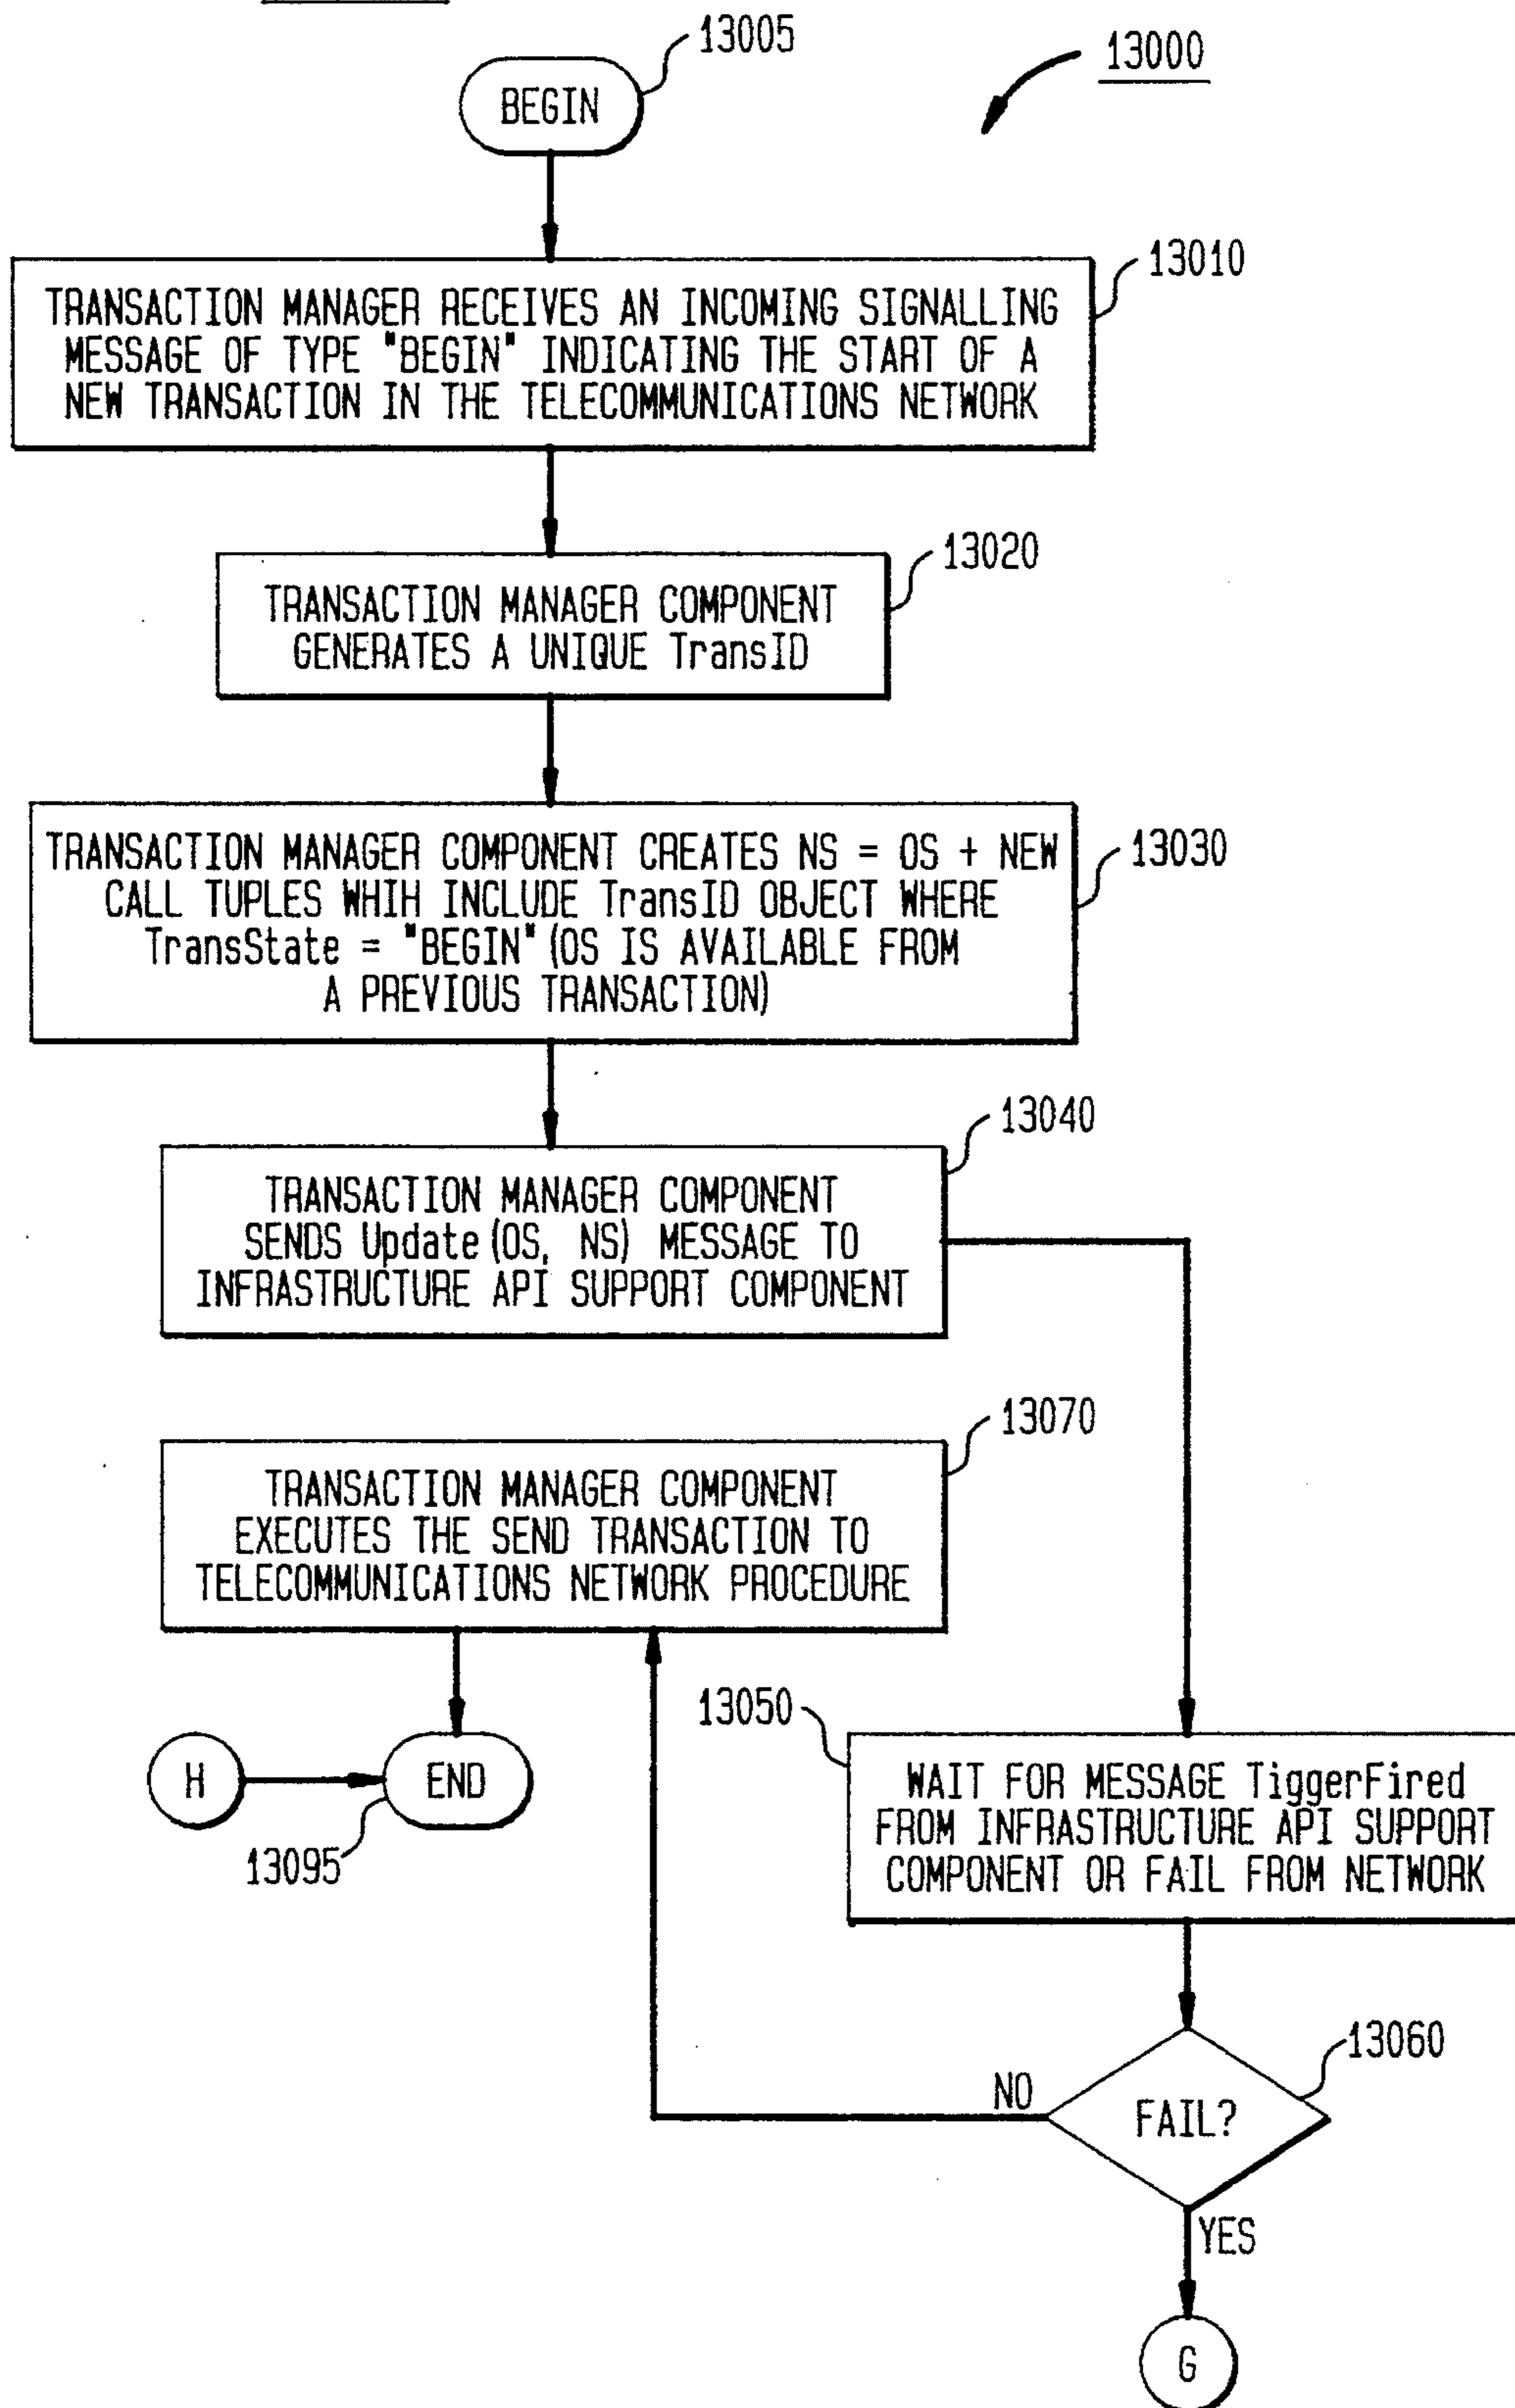 13005
13000
BEGIN
13010
TRANSACTION MANAGER RECEIVES AN INCOMING SIGNALLING
MESSAGE OF TYPE "BEGIN" INDICATING THE START OF A
NEW TRANSACTION IN THE TELECOMMUNICATIONS NETWORK
13020
TRANSACTION MANAGER COMPONENT
GENERATES A UNIQUE TransID
13030
TRANSACTION MANAGER COMPONENT CREATES NS = OS + NEW
CALL TUPLES WHIH INCLUDE TransID OBJECT WHERE
TransState = "BEGIN" (OS IS AVAILABLE FROM
A PREVIOUS TRANSACTION)
13040
TRANSACTION MANAGER COMPONENT
SENDS Update (OS, NS) MESSAGE TO
INFRASTRUCTURE API SUPPORT COMPONENT
13070
TRANSACTION MANAGER COMPONENT
EXECUTES THE SEND TRANSACTION TO
TELECOMMUNICATIONS NETWORK PROCEDURE
H
END
13095
13050
WAIT FOR MESSAGE TiggerFired
FROM INFRASTRUCTURE API SUPPORT
COMPONENT OR FAIL FROM NETWORK
13060
FAIL?
NO
YES
G